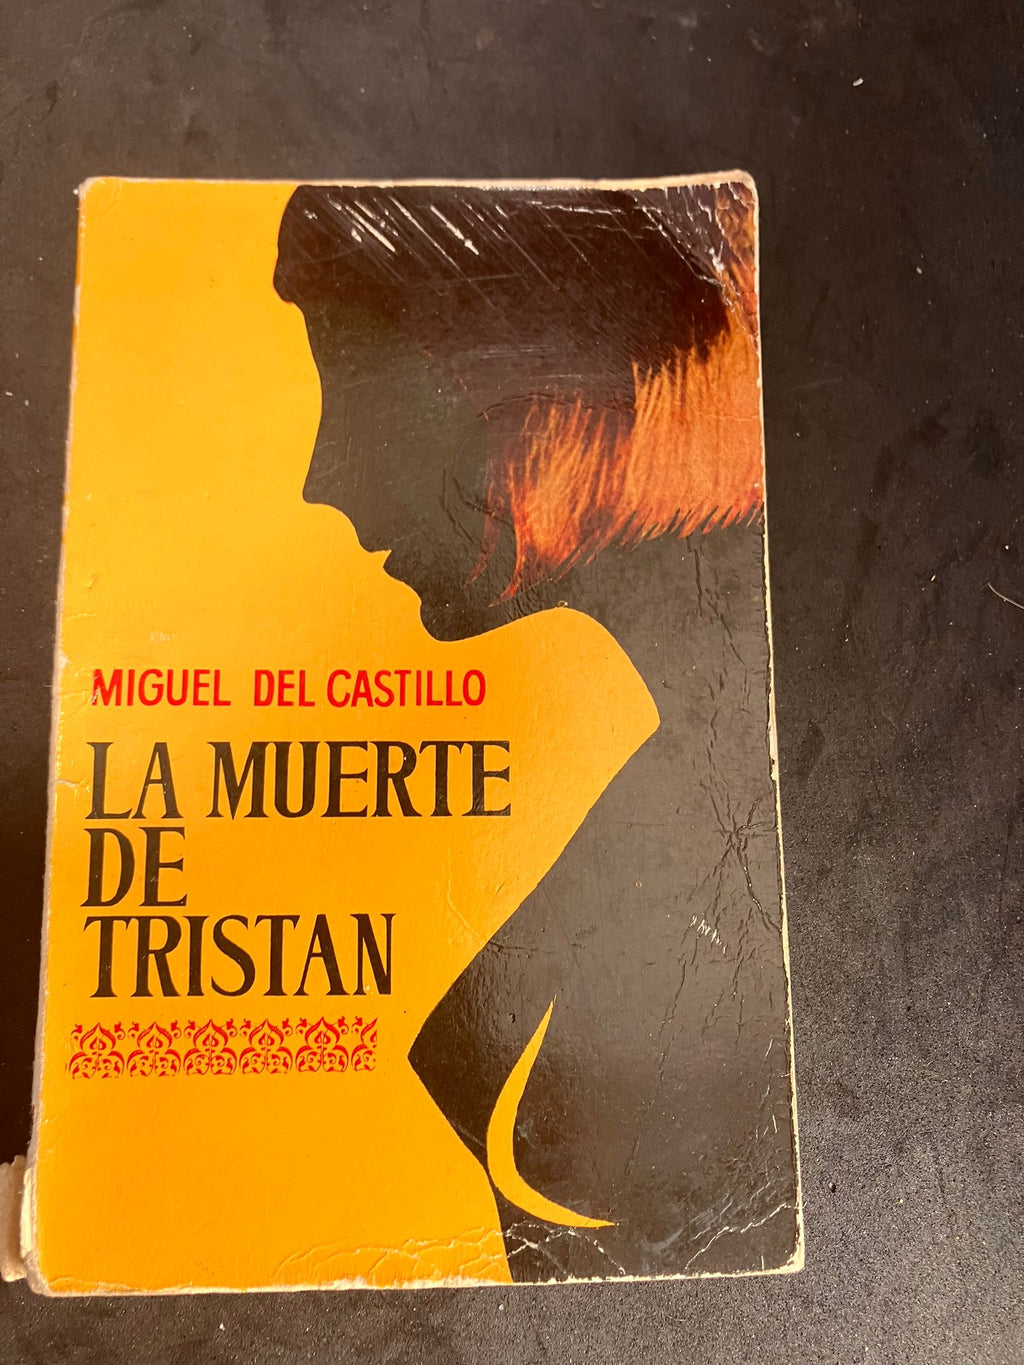 MIGUEL DEL CASTILLO
LA MUERTE
DE
TRISTAN